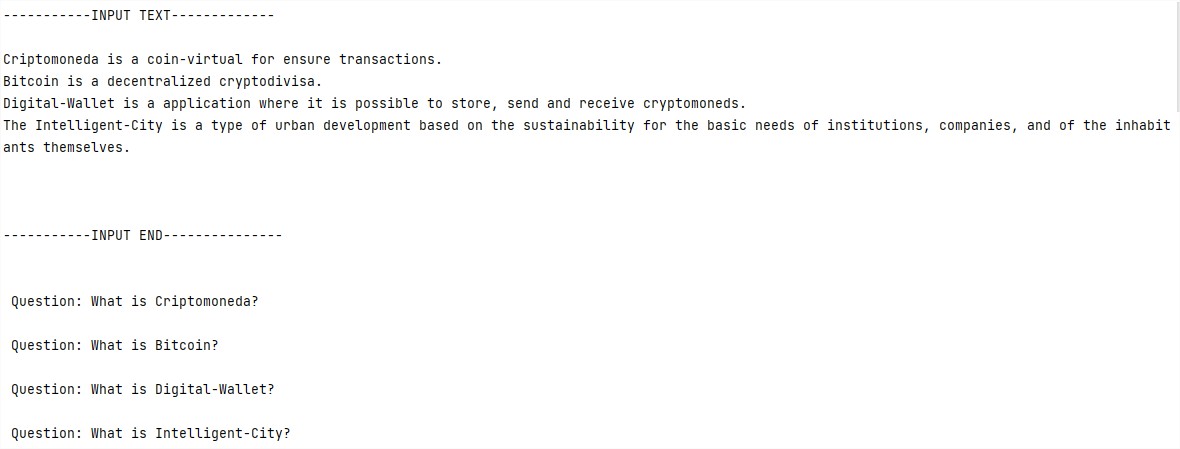 -----------INPUT TEXT-------------
Criptomoneda is a coin-virtual for ensure transactions.
Bitcoin is a decentralized cryptodivisa.
Digital-Wallet is a application where it is possible to store, send and receive cryptomoneds.
The Intelligent-City is a type of urban development based on the sustainability for the basic needs of institutions, companies, and of the inhabit
ants themselves.
-----------INPUT END---------------
Question: What is Criptomoneda?
Question: What is Bitcoin?
Question: What is Digital-Wallet?
Question: What is Intelligent-City?